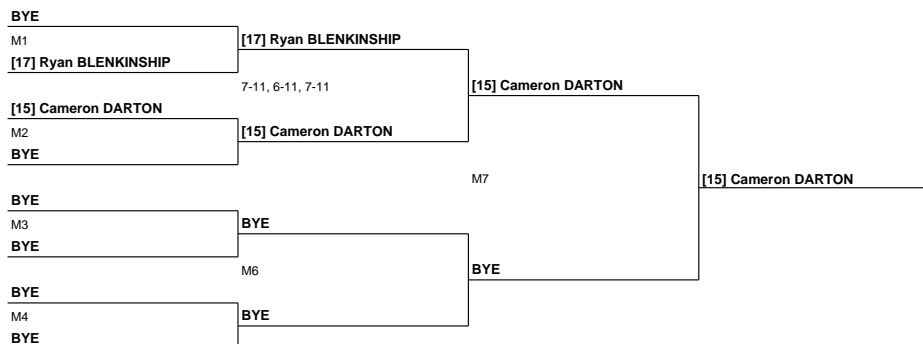 BYE
M1
[17] Ryan BLENKINSHIP
[17] Ryan BLENKINSHIP
7-11, 6-11, 7-11
[15] Cameron DARTON
[15] Cameron DARTON
M2
BYE
[15] Cameron DARTON
M7
[15] Cameron DARTON
BYE
M3
BYE
BYE
M6
BYE
BYE
M4
BYE
BYE